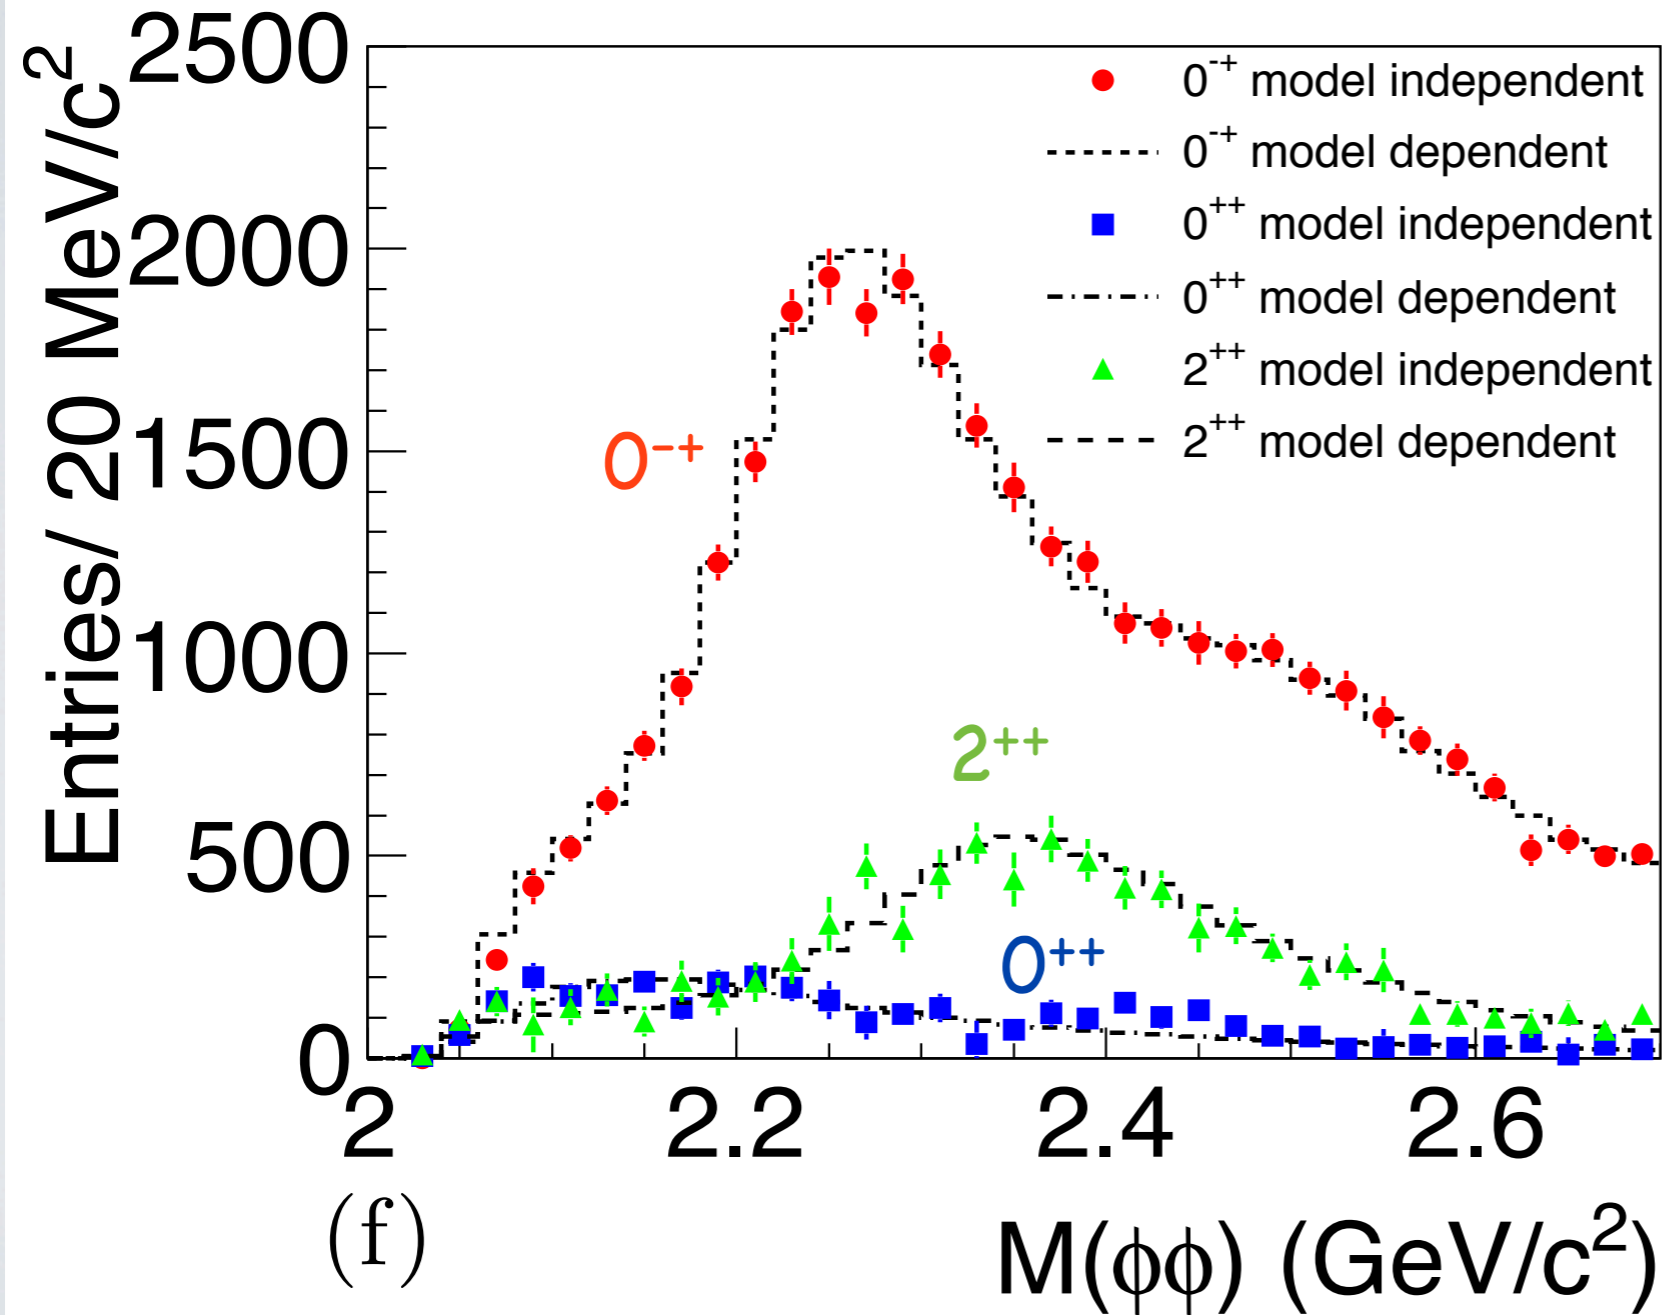 2500
2000
1500
1000
500
0
Entries/ 20 MeV/c²
0⁻⁺ model independent
0⁻⁺ model dependent
0⁺⁺ model independent
0⁺⁺ model dependent
2⁺⁺ model independent
2⁺⁺ model dependent
0⁻⁺
2⁺⁺
0⁺⁺
2 2.2 2.4 2.6
(f)
M(ϕϕ) (GeV/c²)